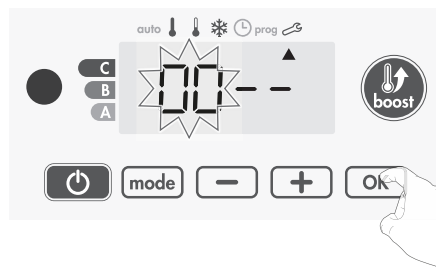 auto prog
C
B
A
00--
boost
mode - + OK